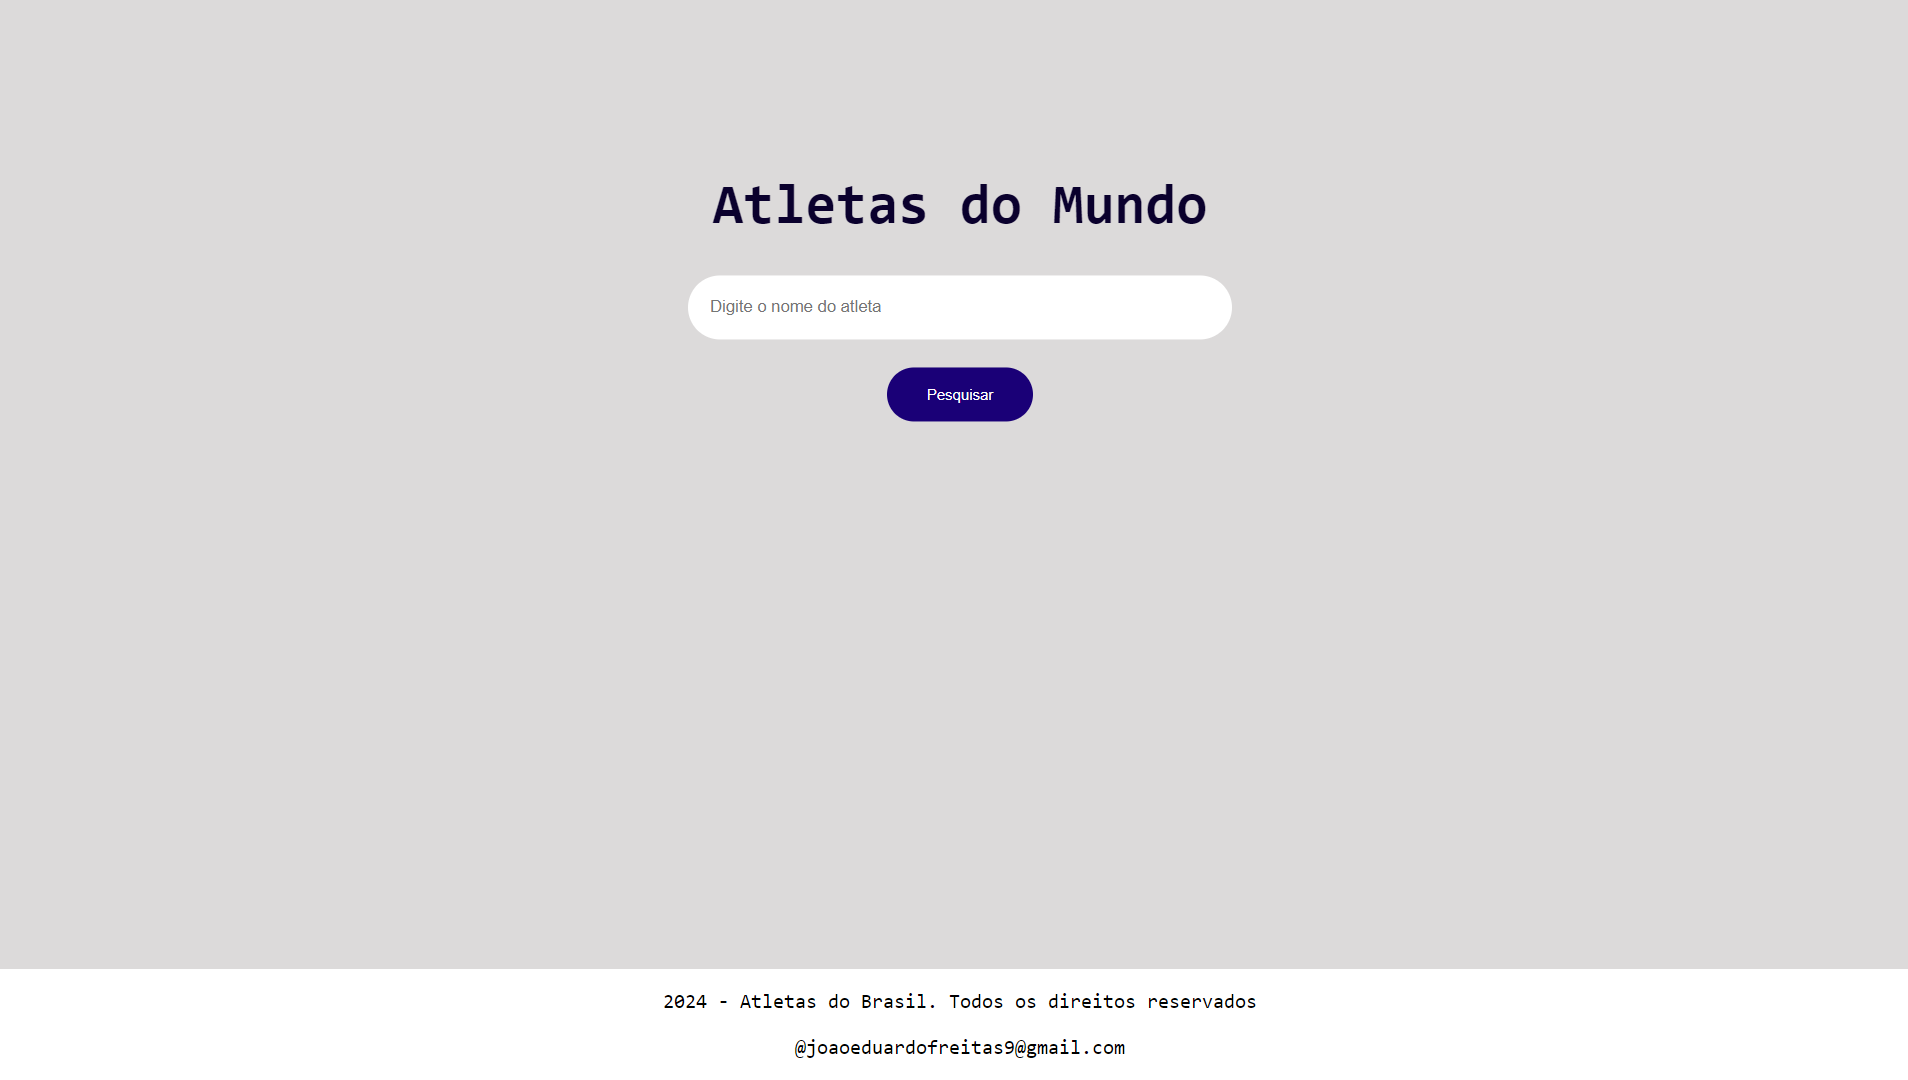 Atletas do Mundo
Digite o nome do atleta
Pesquisar
2024 - Atletas do Brasil. Todos os direitos reservados
@joaoeduardofreitas9@gmail.com